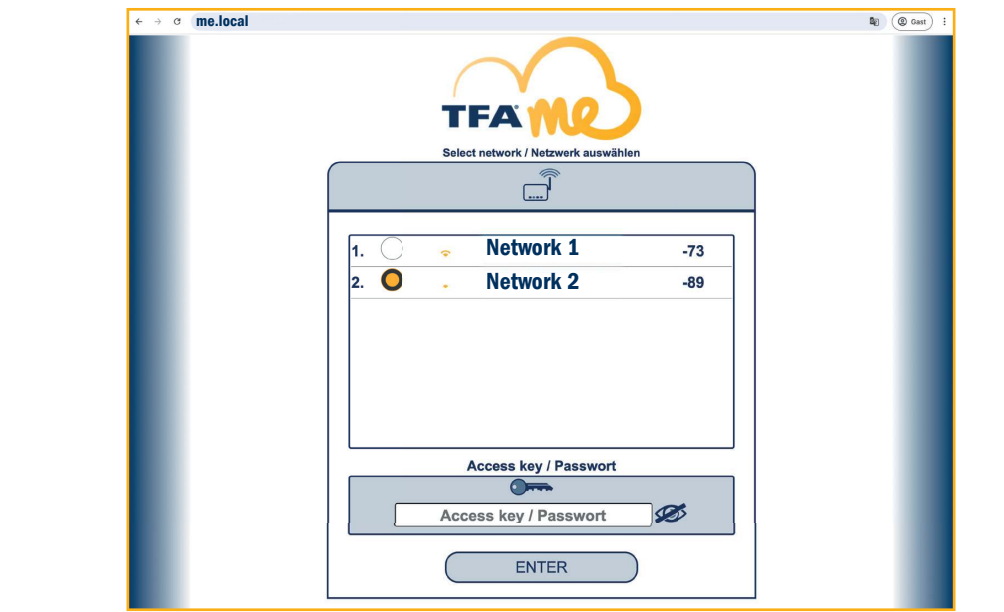 me.local
Gast
TFA me
Select network / Netzwerk auswählen
1. Network 1 -73
2. Network 2 -89
Access key / Passwort
Access key / Passwort
ENTER